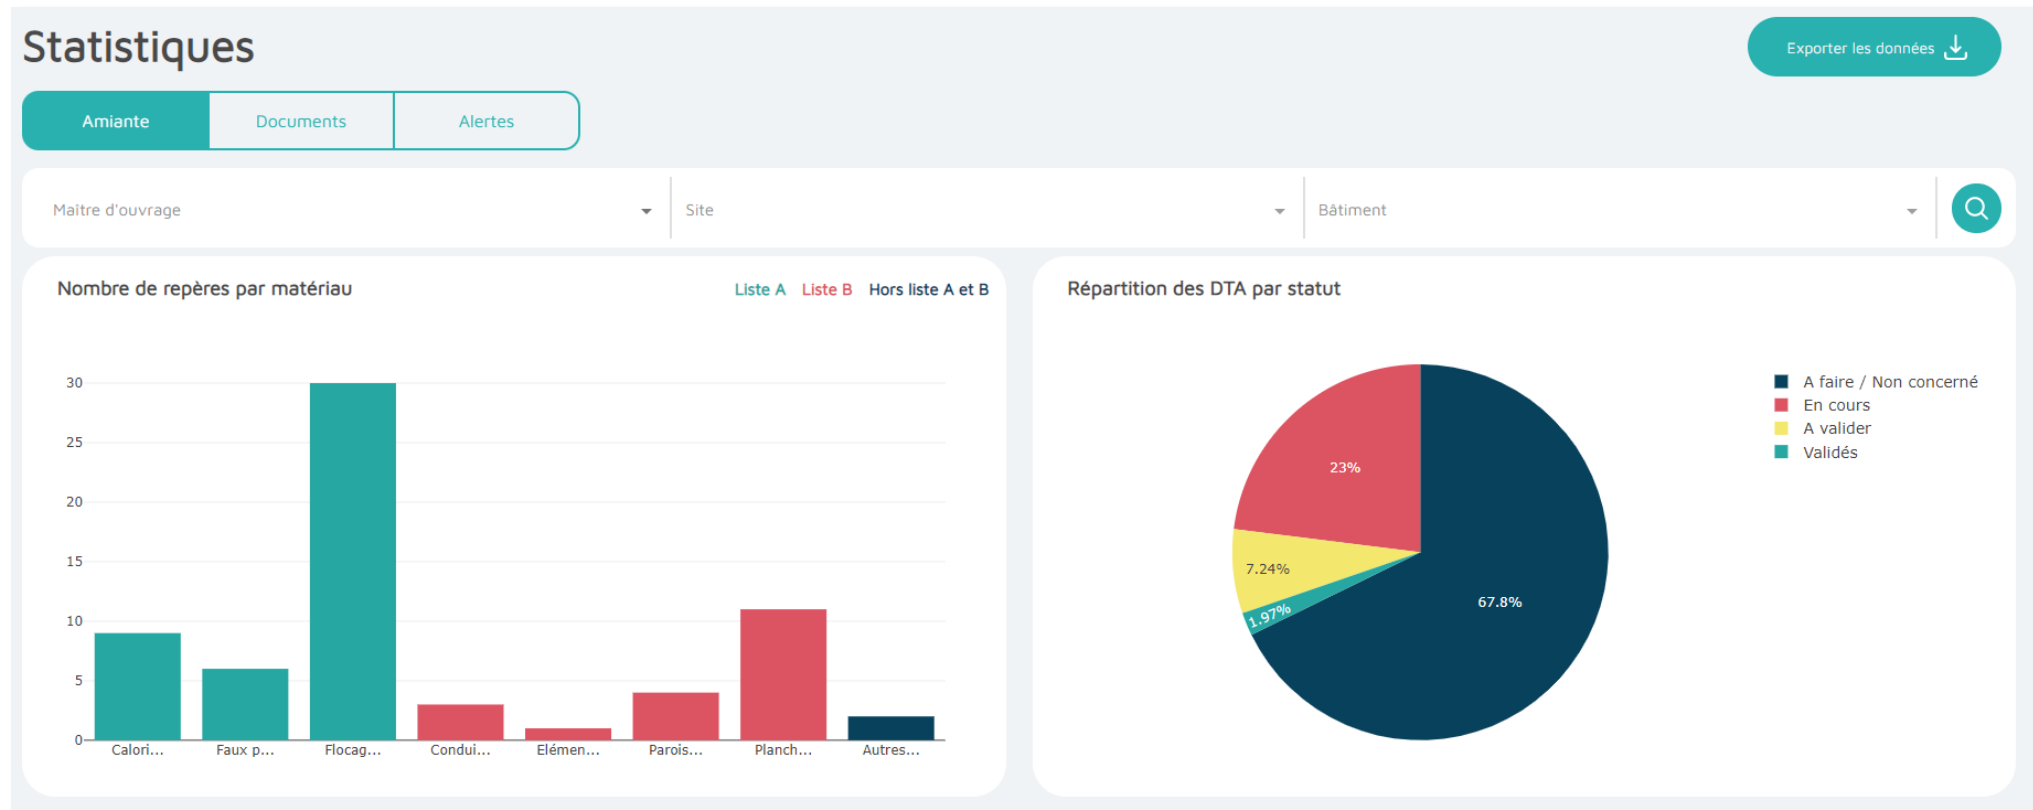 Statistiques
Exporter les données
Amiante Documents Alertes
Maître d'ouvrage Site Bâtiment
Nombre de repères par matériau
Liste A Liste B Hors liste A et B
30
25
20
15
10
5
0
Calori... Faux p... Flocag... Condui... Elémen... Parois... Planch... Autres...
Répartition des DTA par statut
23%
7.24%
1.97%
67.8%
A faire / Non concerné
En cours
A valider
Validés